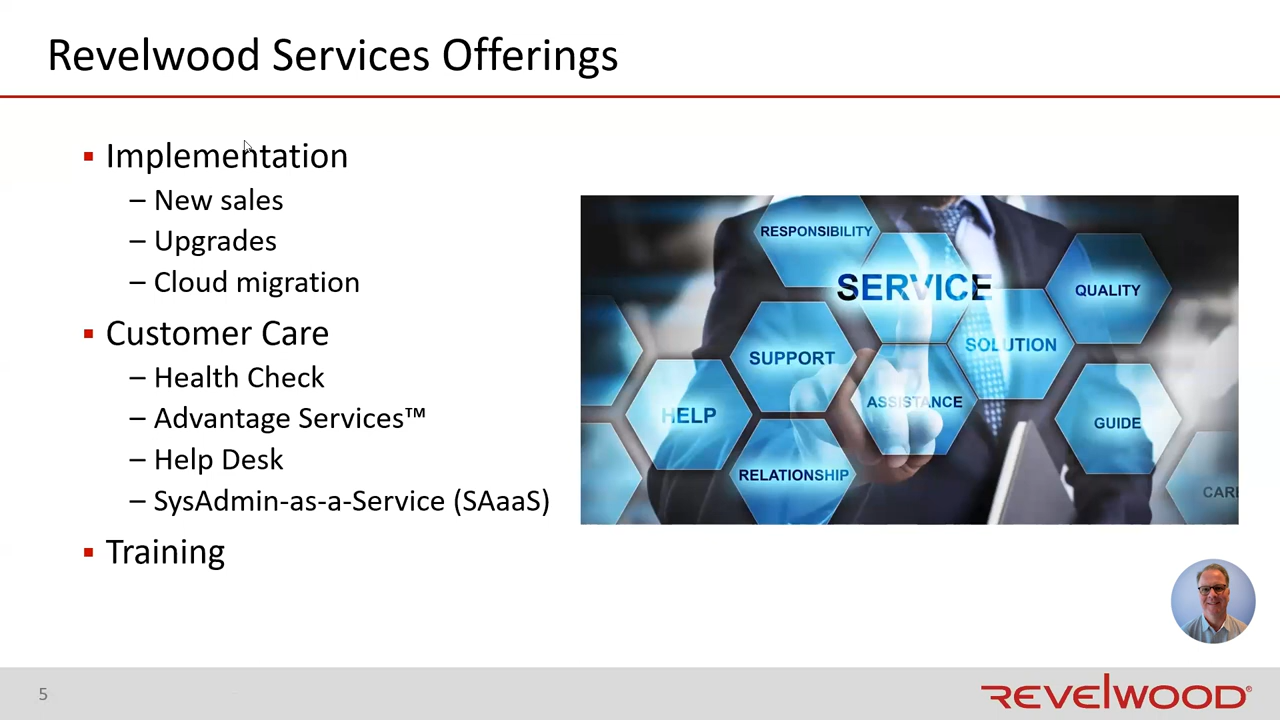 Revelwood Services Offerings
▪ Implementation
– New sales
– Upgrades
– Cloud migration
▪ Customer Care
– Health Check
– Advantage Services™
– Help Desk
– SysAdmin-as-a-Service (SAaaS)
▪ Training
RESPONSIBILITY
SERVICE
QUALITY
SUPPORT
SOLUTION
ASSISTANCE
HELP
GUIDE
RELATIONSHIP
CARE
5
REVELWOOD®